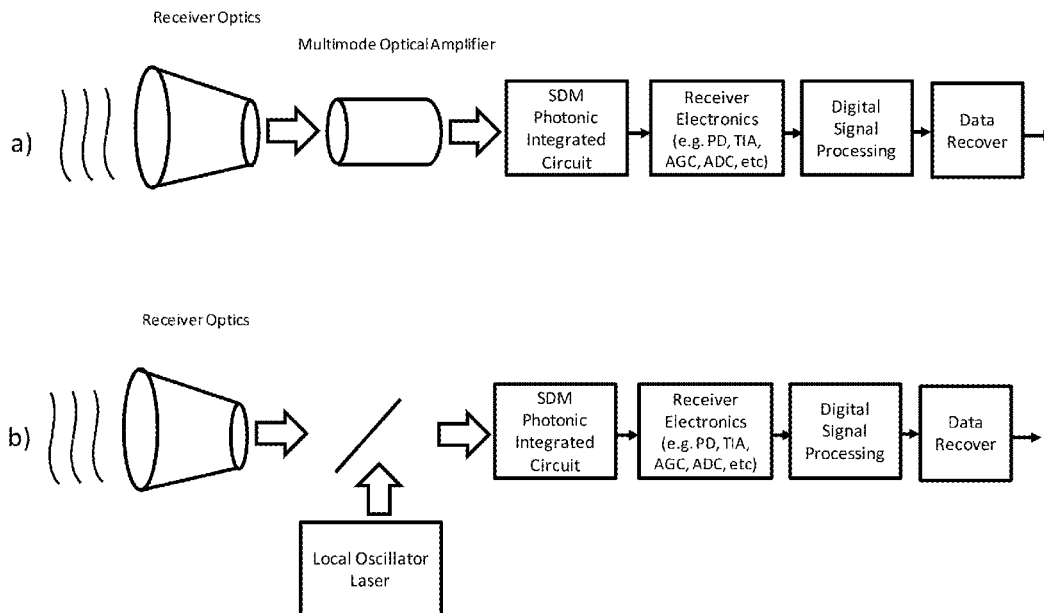 Receiver Optics
Multimode Optical Amplifier
a)
SDM
Photonic
Integrated
Circuit
Receiver
Electronics
(e.g. PD, TIA,
AGC, ADC, etc)
Digital
Signal
Processing
Data
Recover
Receiver Optics
b)
SDM
Photonic
Integrated
Circuit
Receiver
Electronics
(e.g. PD, TIA,
AGC, ADC, etc)
Digital
Signal
Processing
Data
Recover
Local Oscillator
Laser